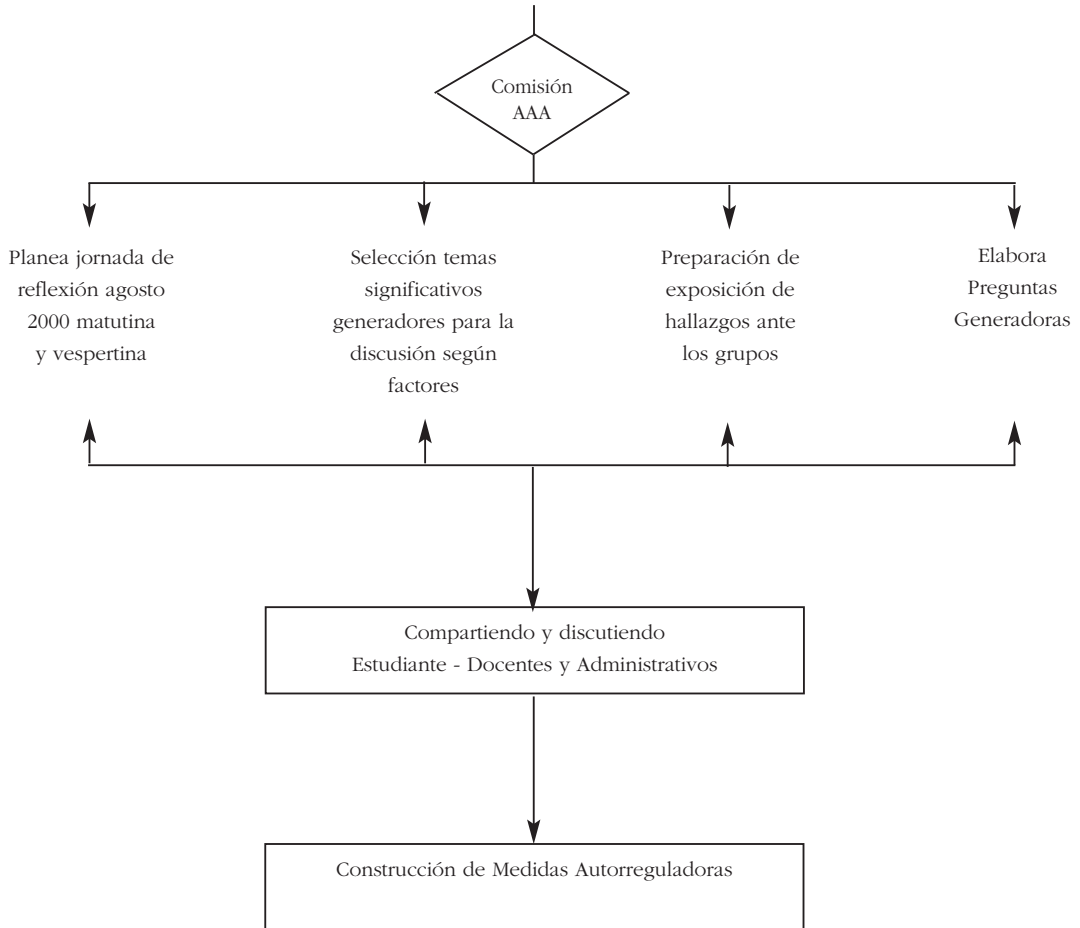 Comisión
AAA
Planea jornada de
reflexión agosto
2000 matutina
y vespertina
Selección temas
significativos
generadores para la
discusión según
factores
Preparación de
exposición de
hallazgos ante
los grupos
Elabora
Preguntas
Generadoras
Compartiendo y discutiendo
Estudiante - Docentes y Administrativos
Construcción de Medidas Autorreguladoras